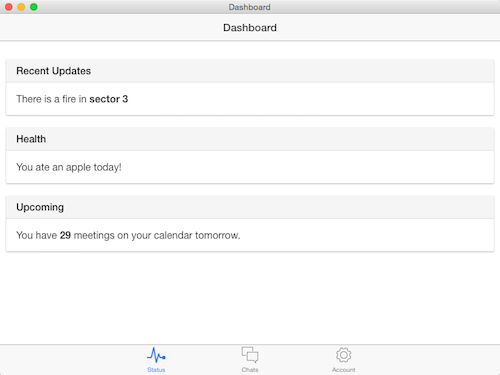 Dashboard
Dashboard
Recent Updates
There is a fire in sector 3
Health
You ate an apple today!
Upcoming
You have 29 meetings on your calendar tomorrow.
Status
Chats
Account